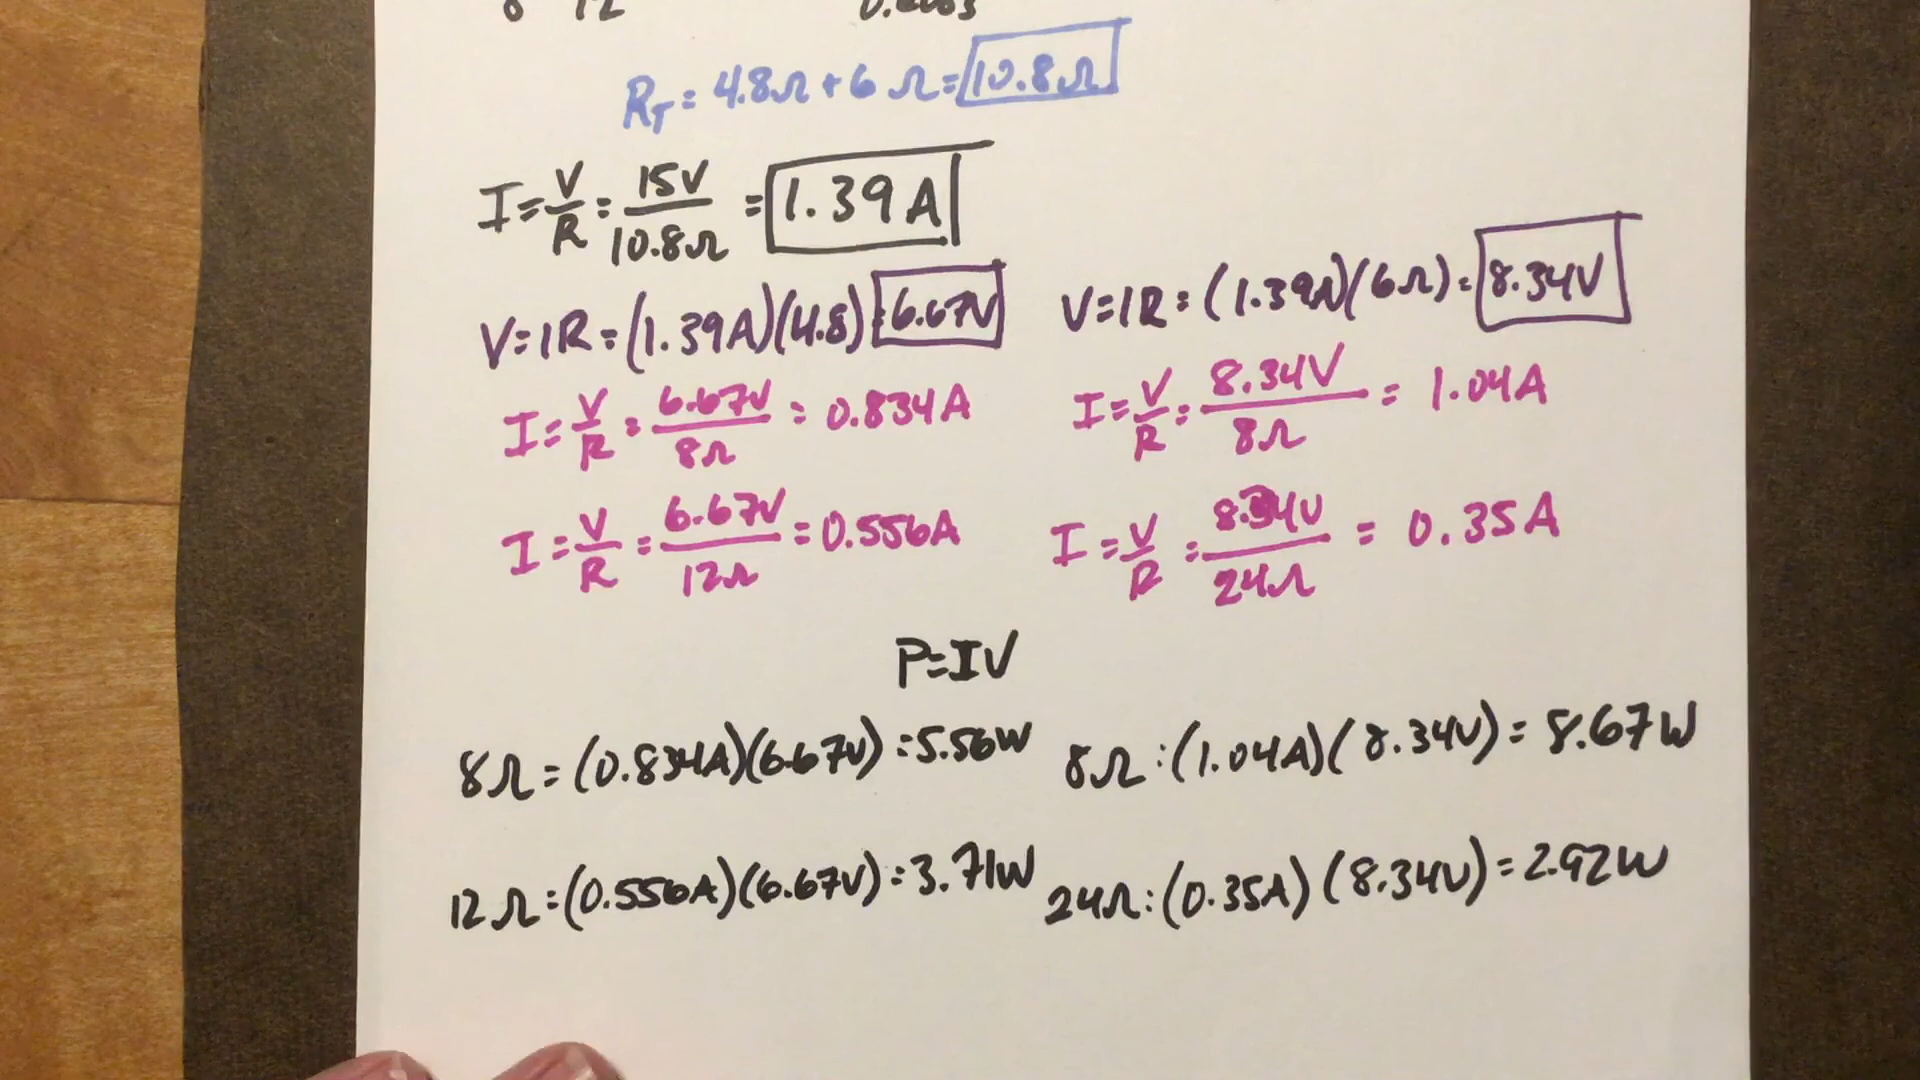 8 12
R_T = 4.8Ω + 6Ω = 10.8Ω
I = V/R = 15V/10.8Ω = 1.39A
V = IR = (1.39A)(4.8) = 6.67V
V = IR = (1.39A)(6Ω) = 8.34V
I = V/R = 6.67V/8Ω = 0.834A
I = V/R = 8.34V/8Ω = 1.04A
I = V/R = 6.67V/12Ω = 0.556A
I = V/R = 8.34V/24Ω = 0.35A
P = IV
8Ω = (0.834A)(6.67V) = 5.56W
8Ω : (1.04A)(8.34V) = 8.67W
12Ω = (0.556A)(6.67V) = 3.71W
24Ω : (0.35A)(8.34V) = 2.92W